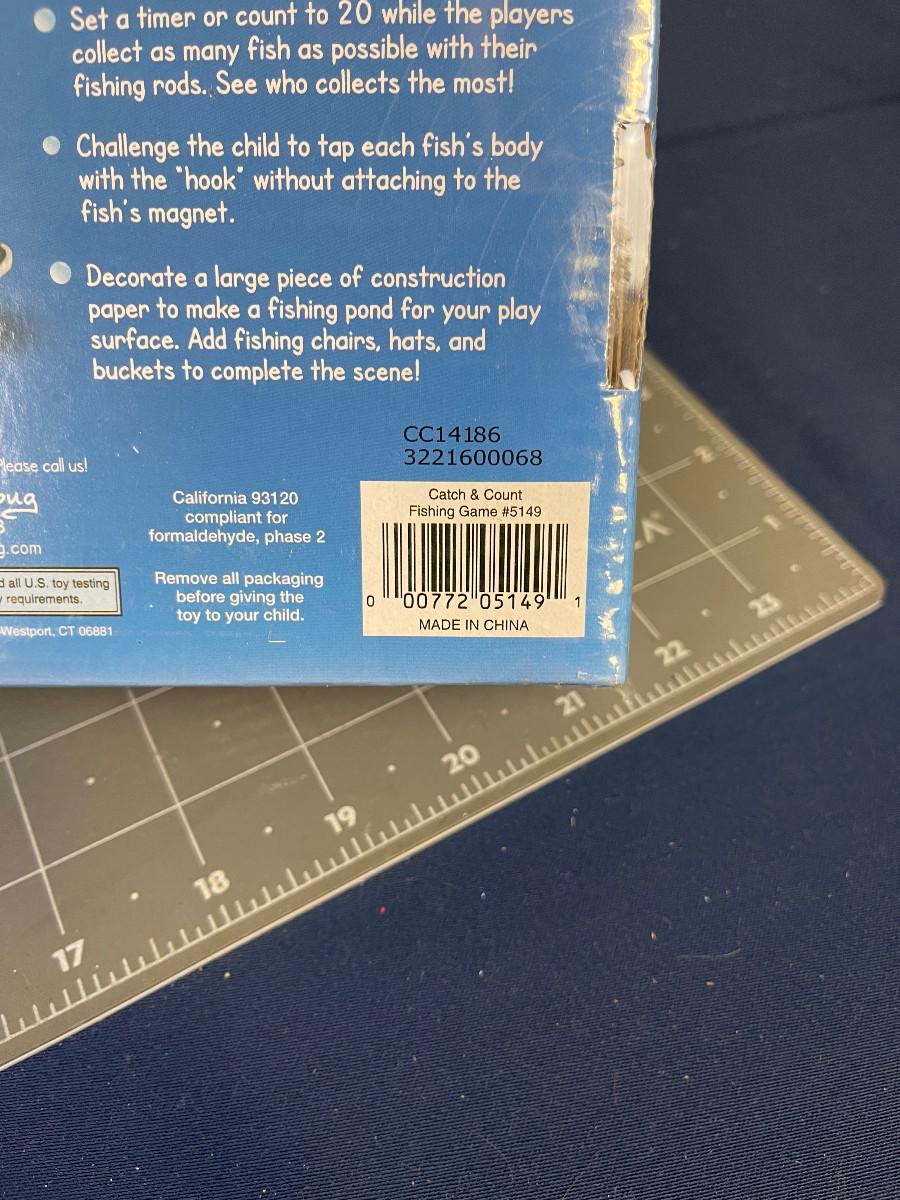 Set a timer or count to 20 while the players
collect as many fish as possible with their
fishing rods. See who collects the most!
Challenge the child to tap each fish's body
with the "hook" without attaching to the
fish's magnet.
Decorate a large piece of construction
paper to make a fishing pond for your play
surface. Add fishing chairs, hats, and
buckets to complete the scene!
CC14186
3221600068
Please call us!
oug
g.com
d all U.S. toy testing
requirements.
Westport, CT 06881
California 93120
compliant for
formaldehyde, phase 2
Remove all packaging
before giving the
toy to your child.
Catch & Count
Fishing Game #5149
0 00772 05149 1
MADE IN CHINA
2
1
17 18 19 20 21 22 23